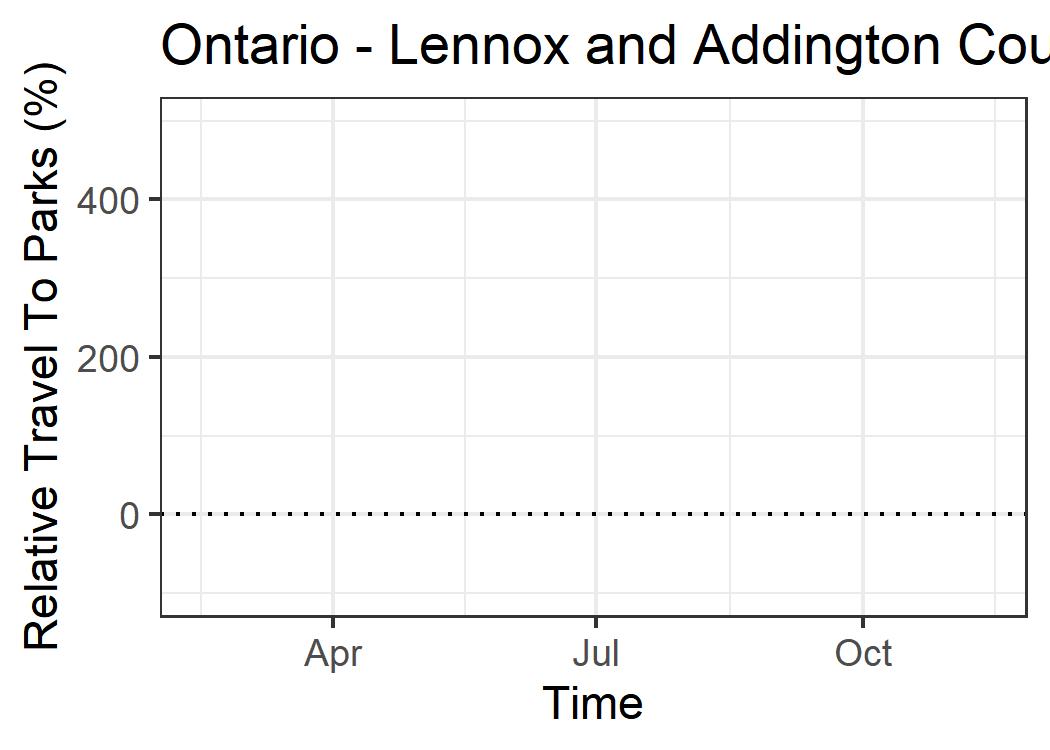 Ontario - Lennox and Addington Cou
Relative Travel To Parks (%)
400
200
0
Apr
Jul
Oct
Time